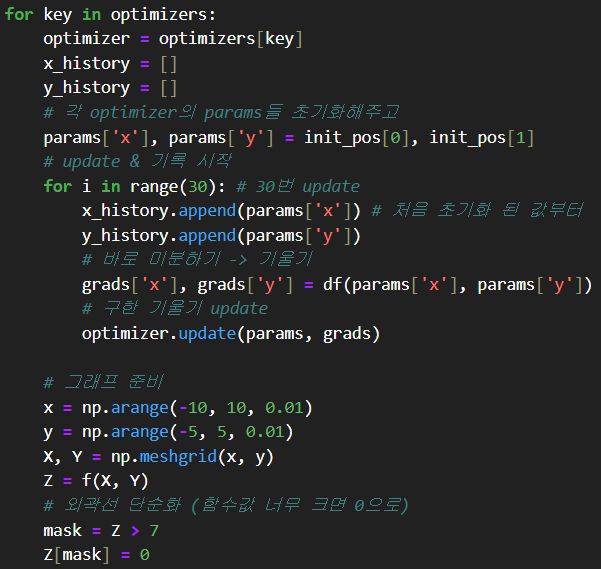 for key in optimizers:
    optimizer = optimizers[key]
    x_history = []
    y_history = []
    # 각 optimizer의 params들 초기화해주고
    params['x'], params['y'] = init_pos[0], init_pos[1]
    # update & 기록 시작
    for i in range(30): # 30번 update
        x_history.append(params['x']) # 처음 초기화 된 값부터
        y_history.append(params['y'])
        # 바로 미분하기 -> 기울기
        grads['x'], grads['y'] = df(params['x'], params['y'])
        # 구한 기울기 update
        optimizer.update(params, grads)

    # 그래프 준비
    x = np.arange(-10, 10, 0.01)
    y = np.arange(-5, 5, 0.01)
    X, Y = np.meshgrid(x, y)
    Z = f(X, Y)
    # 외곽선 단순화 (함수값 너무 크면 0으로)
    mask = Z > 7
    Z[mask] = 0